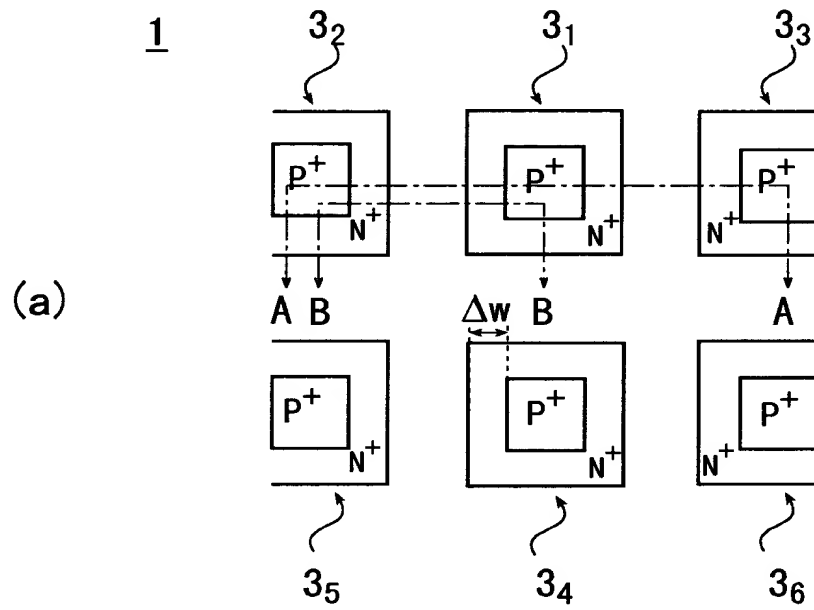 1 3₂ 3₁ 3₃
P⁺ P⁺ P⁺
N⁺ N⁺ N⁺
(a)
A B Δw B A
P⁺ P⁺ P⁺
N⁺ N⁺ N⁺
3₅ 3₄ 3₆